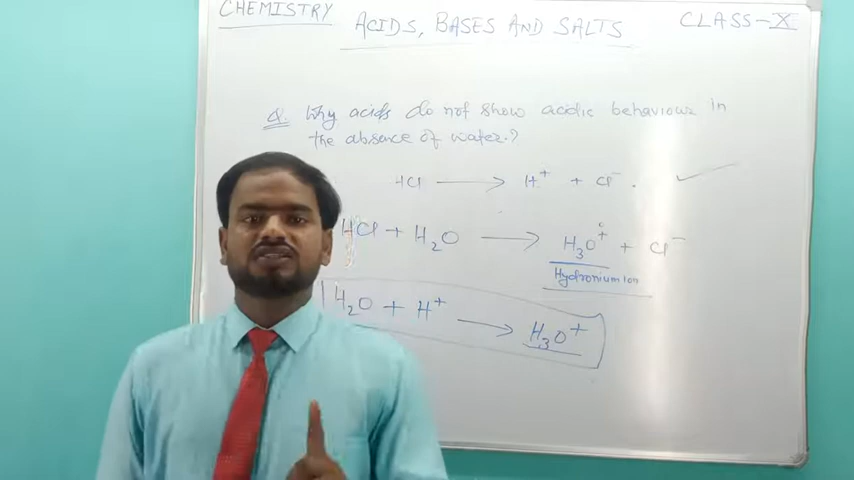 CHEMISTRY
ACIDS, BASES AND SALTS
CLASS-X
Q. Why acids do not show acidic behaviour in
the absence of water?
HCl → H⁺ + Cl⁻.
HCl + H₂O → H₃O⁺ + Cl⁻
Hydronium Ion
H₂O + H⁺ → H₃O⁺